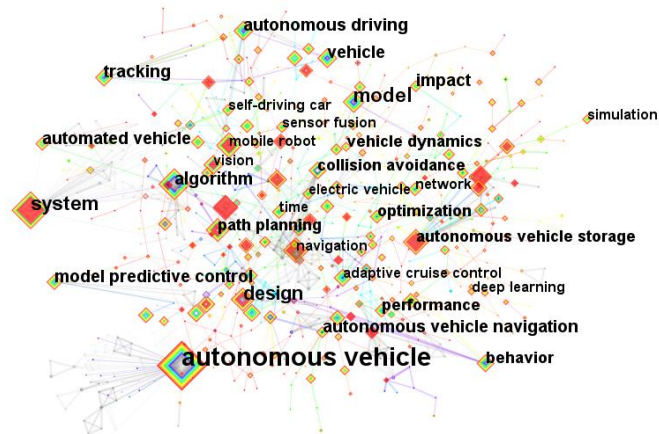 autonomous driving
vehicle
tracking
impact
model
self-driving car
simulation
sensor fusion
automated vehicle
mobile robot
vehicle dynamics
vision
collision avoidance
algorithm
network
electric vehicle
system
time
optimization
path planning
autonomous vehicle storage
navigation
model predictive control
adaptive cruise control
deep learning
design
performance
autonomous vehicle navigation
autonomous vehicle
behavior